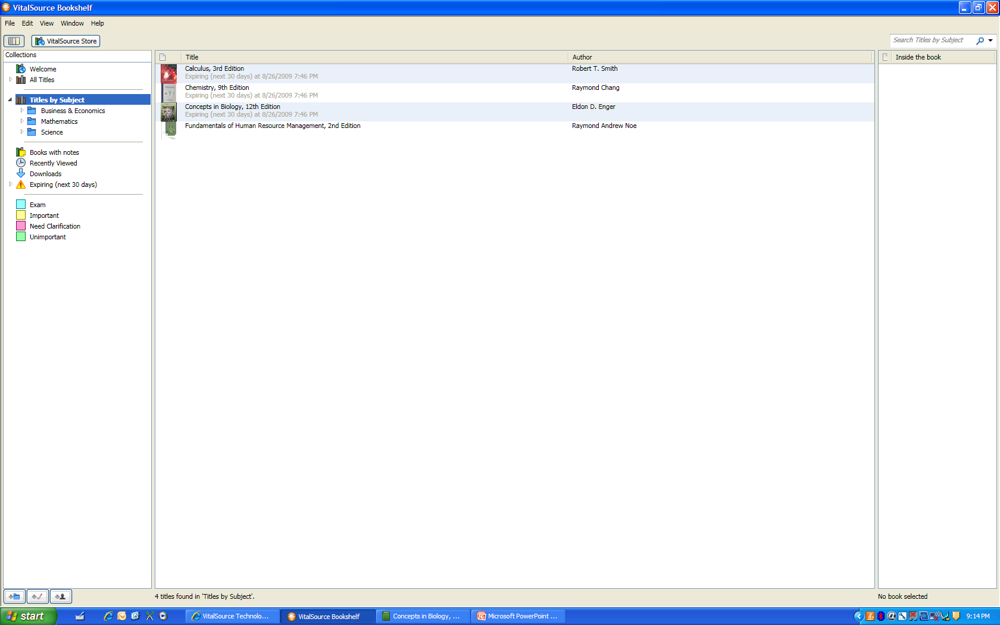 VitalSource Bookshelf
File Edit View Window Help
VitalSource Store
Search Titles by Subject
Collections
Welcome
All Titles
Titles by Subject
Business & Economics
Mathematics
Science
Books with notes
Recently Viewed
Downloads
Expiring (next 30 days)
Exam
Important
Need Clarification
Unimportant
Title Author
Calculus, 3rd Edition Robert T. Smith
Expiring (next 30 days) at 8/26/2009 7:46 PM
Chemistry, 9th Edition Raymond Chang
Expiring (next 30 days) at 8/26/2009 7:46 PM
Concepts in Biology, 12th Edition Eldon D. Enger
Expiring (next 30 days) at 8/26/2009 7:46 PM
Fundamentals of Human Resource Management, 2nd Edition Raymond Andrew Noe
Inside the book
4 titles found in 'Titles by Subject'.
No book selected
start
VitalSource Technolo...
VitalSource Bookshelf
Concepts in Biology, ...
Microsoft PowerPoint ...
9:14 PM